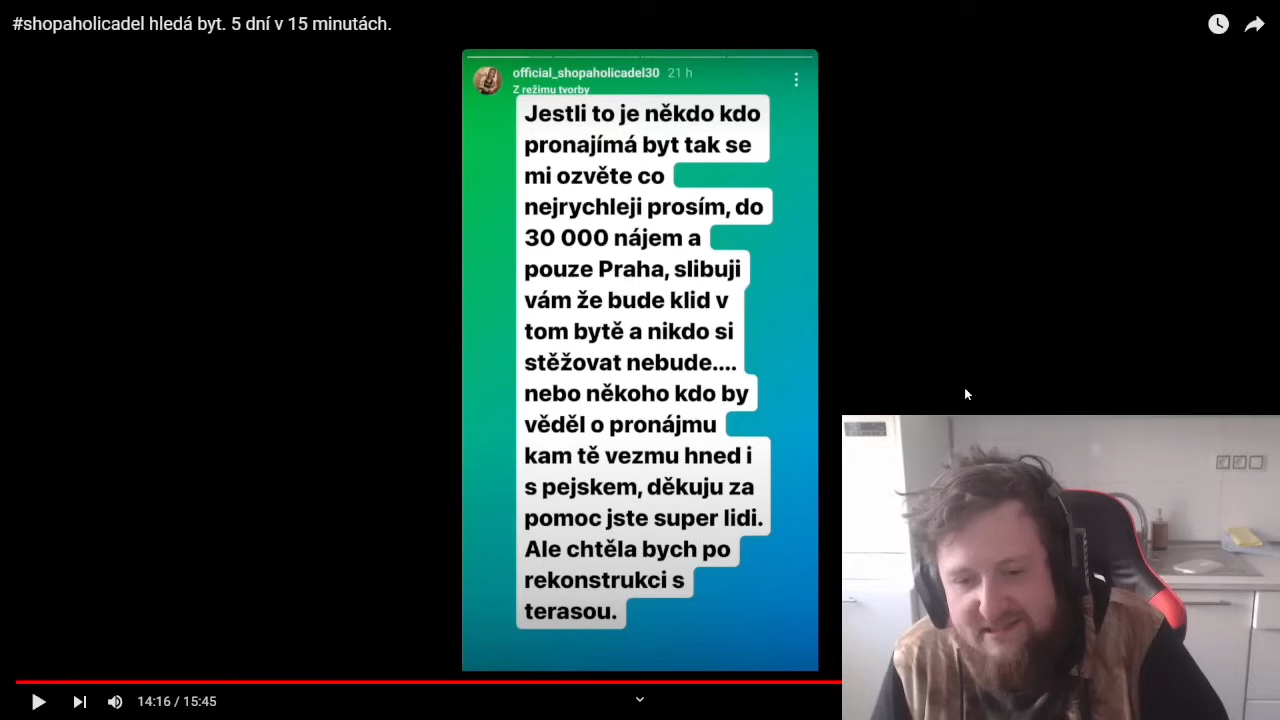 #shopaholicadel hledá byt. 5 dní v 15 minutách.
official_shopaholicadel30 21 h
Z režimu tvorby
Jestli to je někdo kdo
pronajímá byt tak se
mi ozvěte co
nejrychleji prosím, do
30 000 nájem a
pouze Praha, slibuji
vám že bude klid v
tom bytě a nikdo si
stěžovat nebude....
nebo někoho kdo by
věděl o pronájmu
kam tě vezmu hned i
s pejskem, děkuju za
pomoc jste super lidi.
Ale chtěla bych po
rekonstrukci s
terasou.
14:16 / 15:45